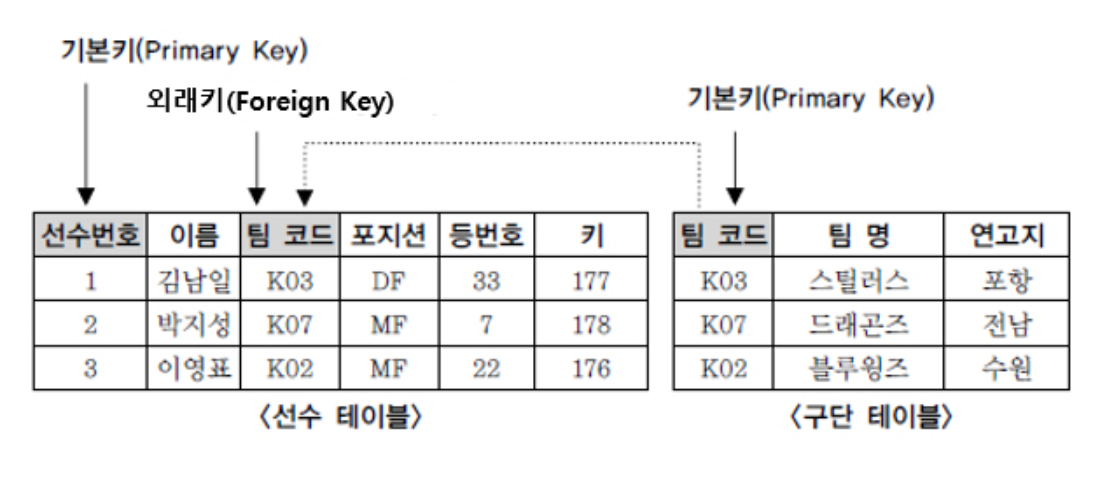 기본키(Primary Key)
외래키(Foreign Key)
기본키(Primary Key)
선수번호 이름 팀 코드 포지션 등번호 키
1 김남일 K03 DF 33 177
2 박지성 K07 MF 7 178
3 이영표 K02 MF 22 176
<선수 테이블>
팀 코드 팀 명 연고지
K03 스틸러스 포항
K07 드래곤즈 전남
K02 블루윙즈 수원
<구단 테이블>